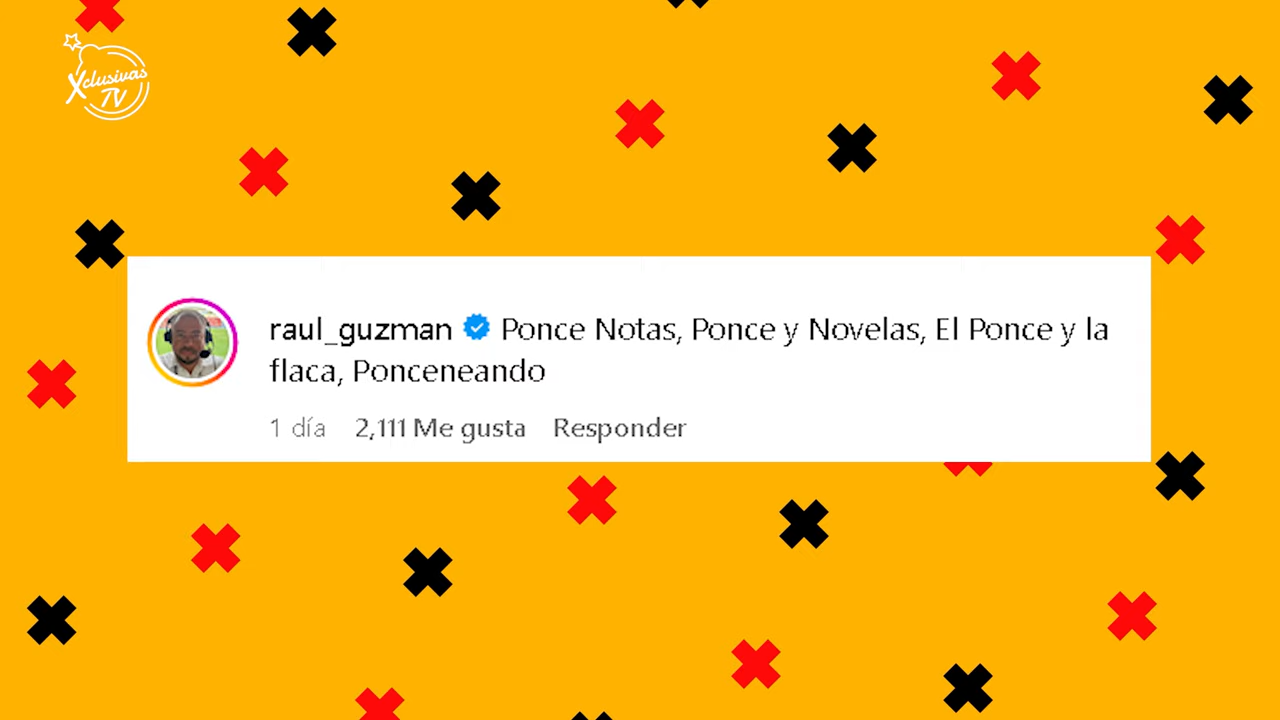 Xclusivas
TV
raul_guzman Ponce Notas, Ponce y Novelas, El Ponce y la
flaca, Ponceneando
1 día 2,111 Me gusta Responder